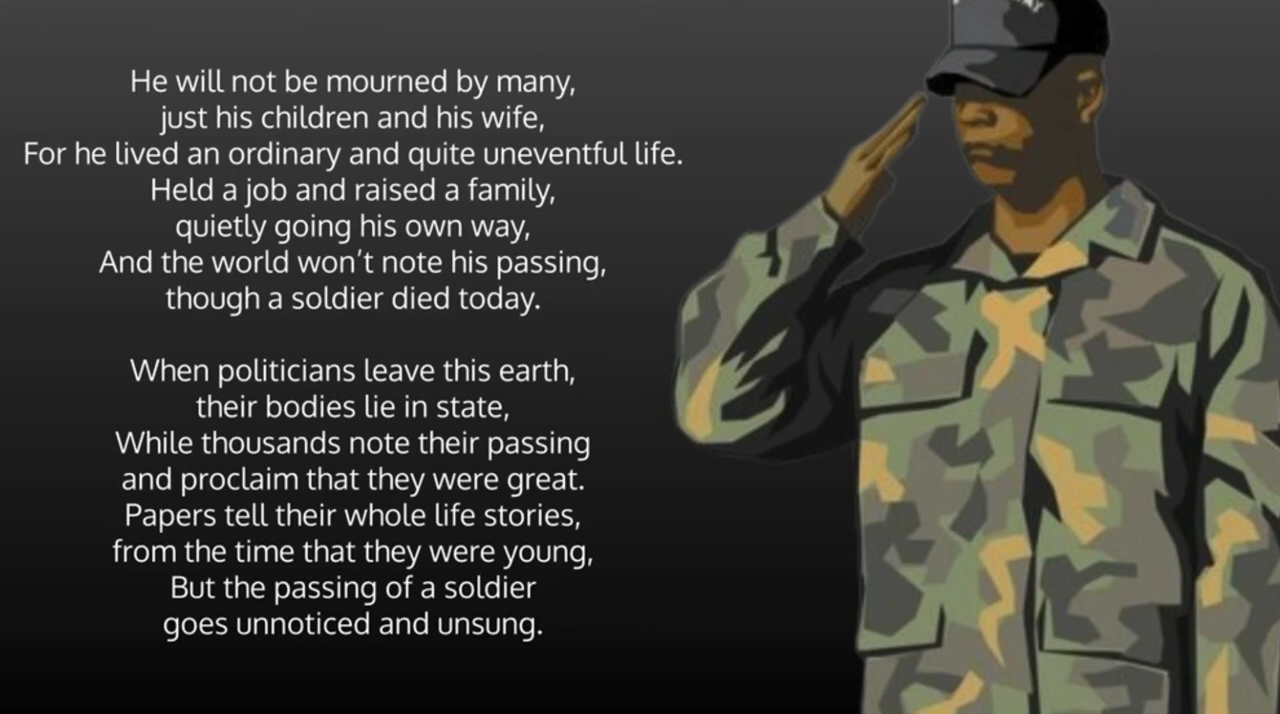 He will not be mourned by many,
just his children and his wife,
For he lived an ordinary and quite uneventful life.
Held a job and raised a family,
quietly going his own way,
And the world won’t note his passing,
though a soldier died today.
When politicians leave this earth,
their bodies lie in state,
While thousands note their passing
and proclaim that they were great.
Papers tell their whole life stories,
from the time that they were young,
But the passing of a soldier
goes unnoticed and unsung.